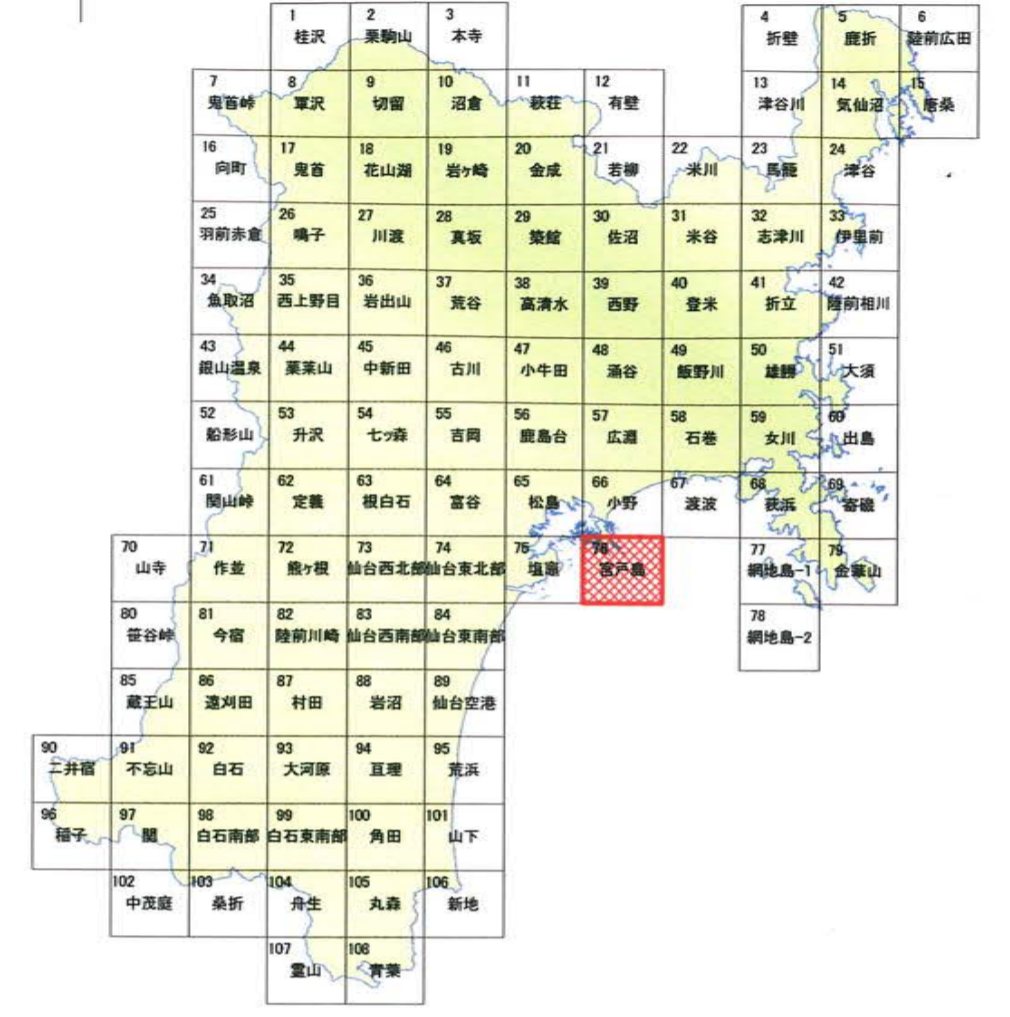 1 2 3 4 5 6
桂沢 栗駒山 本寺 折壁 鹿折 陸前広田
7 8 9 10 11 12 13 14 15
鬼首峠 軍沢 切留 沼倉 萩荘 有壁 津谷川 気仙沼 唐桑
16 17 18 19 20 21 22 23 24
向町 鬼首 花山湖 岩ヶ崎 金成 若柳 米川 馬籠 津谷
25 26 27 28 29 30 31 32 33
羽前赤倉 鳴子 川渡 真坂 築館 佐沼 米谷 志津川 伊里前
34 35 36 37 38 39 40 41 42
魚取沼 西上野目 岩出山 荒谷 高清水 西野 登米 折立 陸前相川
43 44 45 46 47 48 49 50 51
銀山温泉 薬莱山 中新田 古川 小牛田 涌谷 飯野川 雄勝 大須
52 53 54 55 56 57 58 59 60
船形山 升沢 七ッ森 吉岡 鹿島台 広淵 石巻 女川 出島
61 62 63 64 65 66 67 68 69
関山峠 定義 根白石 富谷 松島 小野 渡波 荻浜 寄磯
70 71 72 73 74 75 76 77 79
山寺 作並 熊ヶ根 仙台西北部 仙台東北部 塩竈 宮戸島 網地島-1 金華山
80 81 82 83 84 78
笹谷峠 今宿 陸前川崎 仙台西南部 仙台東南部 網地島-2
85 86 87 88 89
蔵王山 遠刈田 村田 岩沼 仙台空港
90 91 92 93 94 95
二井宿 不忘山 白石 大河原 亘理 荒浜
96 97 98 99 100 101
稲子 関 白石南部 白石東南部 角田 山下
102 103 104 105 106
中茂庭 桑折 舟生 丸森 新地
107 108
霊山 青葉